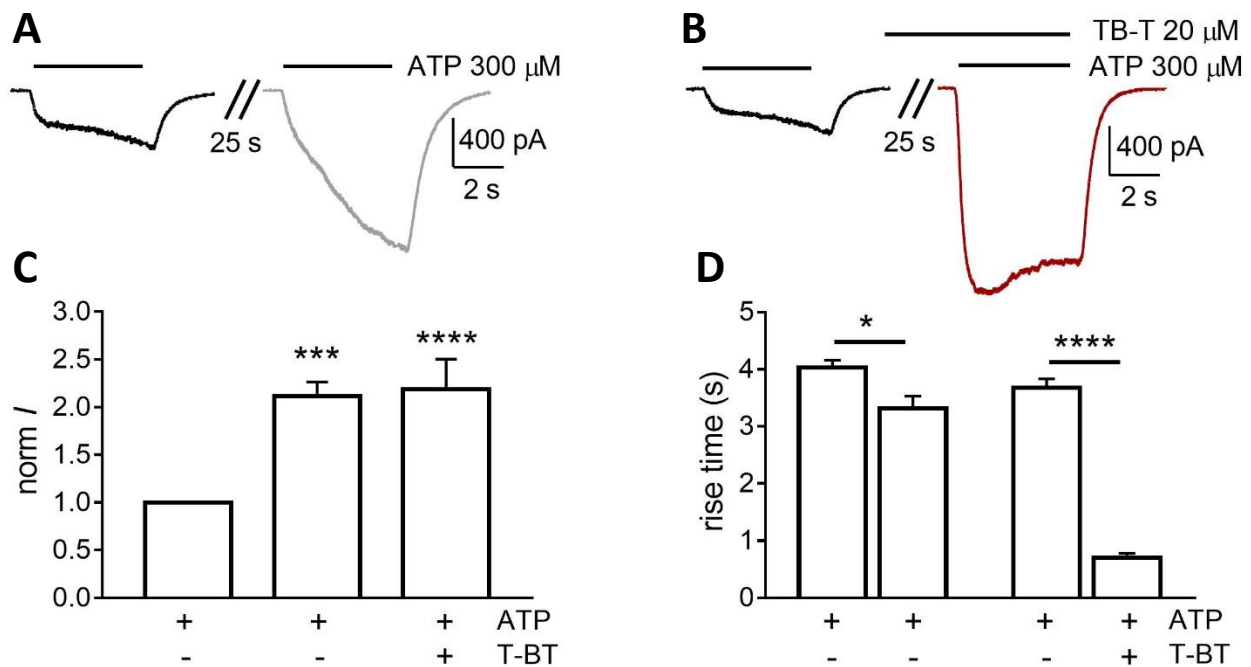 A
ATP 300 µM
25 s
400 pA
2 s
B
TB-T 20 µM
ATP 300 µM
25 s
400 pA
2 s
C
norm I
3.0
2.5
2.0
1.5
1.0
0.5
0.0
***
****
+ + + ATP
- - + T-BT
D
rise time (s)
5
4
3
2
1
0
*
****
+ + + + ATP
- - - + T-BT